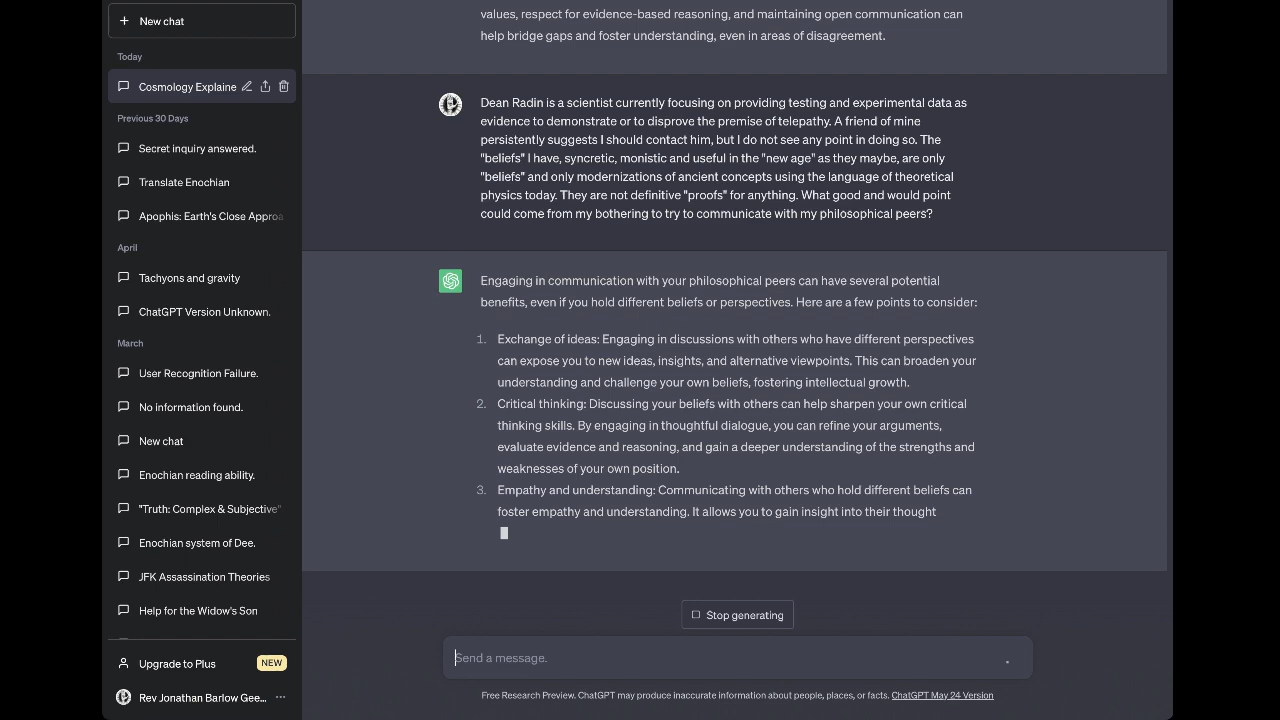 New chat
Today
Cosmology Explaine
Previous 30 Days
Secret inquiry answered.
Translate Enochian
Apophis: Earth's Close Approa
April
Tachyons and gravity
ChatGPT Version Unknown.
March
User Recognition Failure.
No information found.
New chat
Enochian reading ability.
"Truth: Complex & Subjective"
Enochian system of Dee.
JFK Assassination Theories
Help for the Widow's Son
Upgrade to Plus
NEW
Rev Jonathan Barlow Gee...
values, respect for evidence-based reasoning, and maintaining open communication can
help bridge gaps and foster understanding, even in areas of disagreement.
Dean Radin is a scientist currently focusing on providing testing and experimental data as
evidence to demonstrate or to disprove the premise of telepathy. A friend of mine
persistently suggests I should contact him, but I do not see any point in doing so. The
"beliefs" I have, syncretic, monistic and useful in the "new age" as they maybe, are only
"beliefs" and only modernizations of ancient concepts using the language of theoretical
physics today. They are not definitive "proofs" for anything. What good and would point
could come from my bothering to try to communicate with my philosophical peers?
Engaging in communication with your philosophical peers can have several potential
benefits, even if you hold different beliefs or perspectives. Here are a few points to consider:
1. Exchange of ideas: Engaging in discussions with others who have different perspectives
can expose you to new ideas, insights, and alternative viewpoints. This can broaden your
understanding and challenge your own beliefs, fostering intellectual growth.
2. Critical thinking: Discussing your beliefs with others can help sharpen your own critical
thinking skills. By engaging in thoughtful dialogue, you can refine your arguments,
evaluate evidence and reasoning, and gain a deeper understanding of the strengths and
weaknesses of your own position.
3. Empathy and understanding: Communicating with others who hold different beliefs can
foster empathy and understanding. It allows you to gain insight into their thought
Stop generating
Send a message.
Free Research Preview. ChatGPT may produce inaccurate information about people, places, or facts. ChatGPT May 24 Version